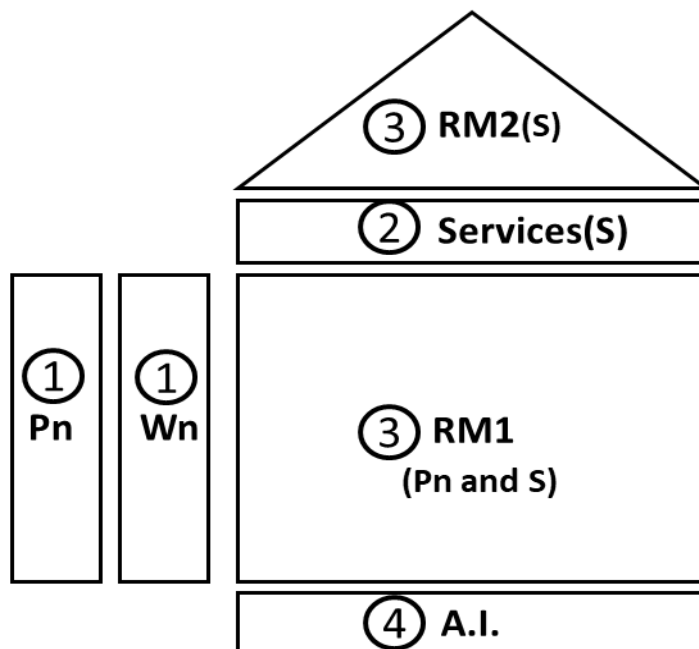 ③ RM2(S)
② Services(S)
① Pn
① Wn
③ RM1
(Pn and S)
④ A.I.